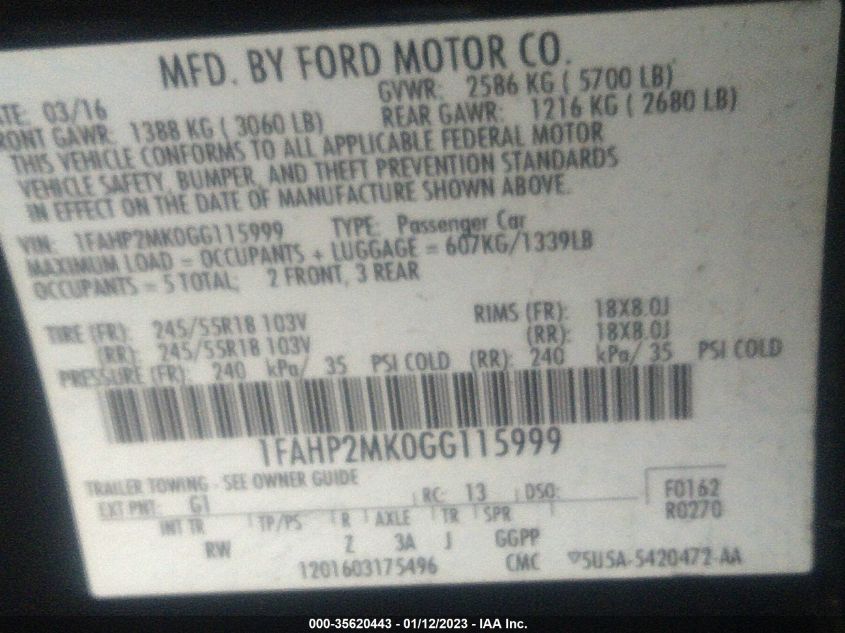 MFD. BY FORD MOTOR CO.
ATE: 03/16 GVWR: 2586 KG ( 5700 LB)
RONT GAWR: 1388 KG ( 3060 LB) REAR GAWR: 1216 KG ( 2680 LB)
THIS VEHICLE CONFORMS TO ALL APPLICABLE FEDERAL MOTOR
VEHICLE SAFETY, BUMPER, AND THEFT PREVENTION STANDARDS
IN EFFECT ON THE DATE OF MANUFACTURE SHOWN ABOVE.
VIN: 1FAHP2MK0GG115999 TYPE: Passenger Car
MAXIMUM LOAD = OCCUPANTS + LUGGAGE = 607KG/1339LB
OCCUPANTS = 5 TOTAL; 2 FRONT, 3 REAR
TIRE (FR): 245/55R18 103V RIMS (FR): 18X8.0J
(RR): 245/55R18 103V (RR): 18X8.0J
PRESSURE (FR): 240 kPa/ 35 PSI COLD (RR): 240 kPa/ 35 PSI COLD
1FAHP2MK0GG115999
TRAILER TOWING - SEE OWNER GUIDE
EXT PNT: G1 RC: 13 DSO: F0162
INT TR TP/PS R AXLE TR SPR R0270
RW Z 3A J GGPP
1201603175496 CMC 5U5A-5420472-AA
000-35620443 - 01/12/2023 - IAA Inc.